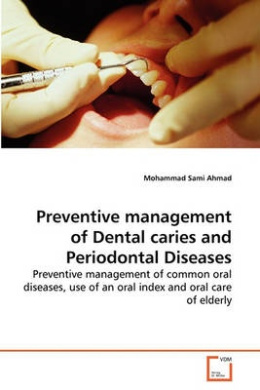 Mohammad Sami Ahmad
Preventive management
of Dental caries and
Periodontal Diseases
Preventive management of common oral
diseases, use of an oral index and oral care
of elderly
VDM